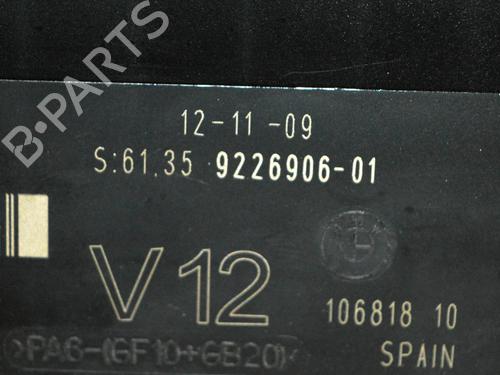 12-11-09
S:61.35 9226906-01
V12
106818 10
>PA6-(GF10+GB20)<
SPAIN
B-PARTS